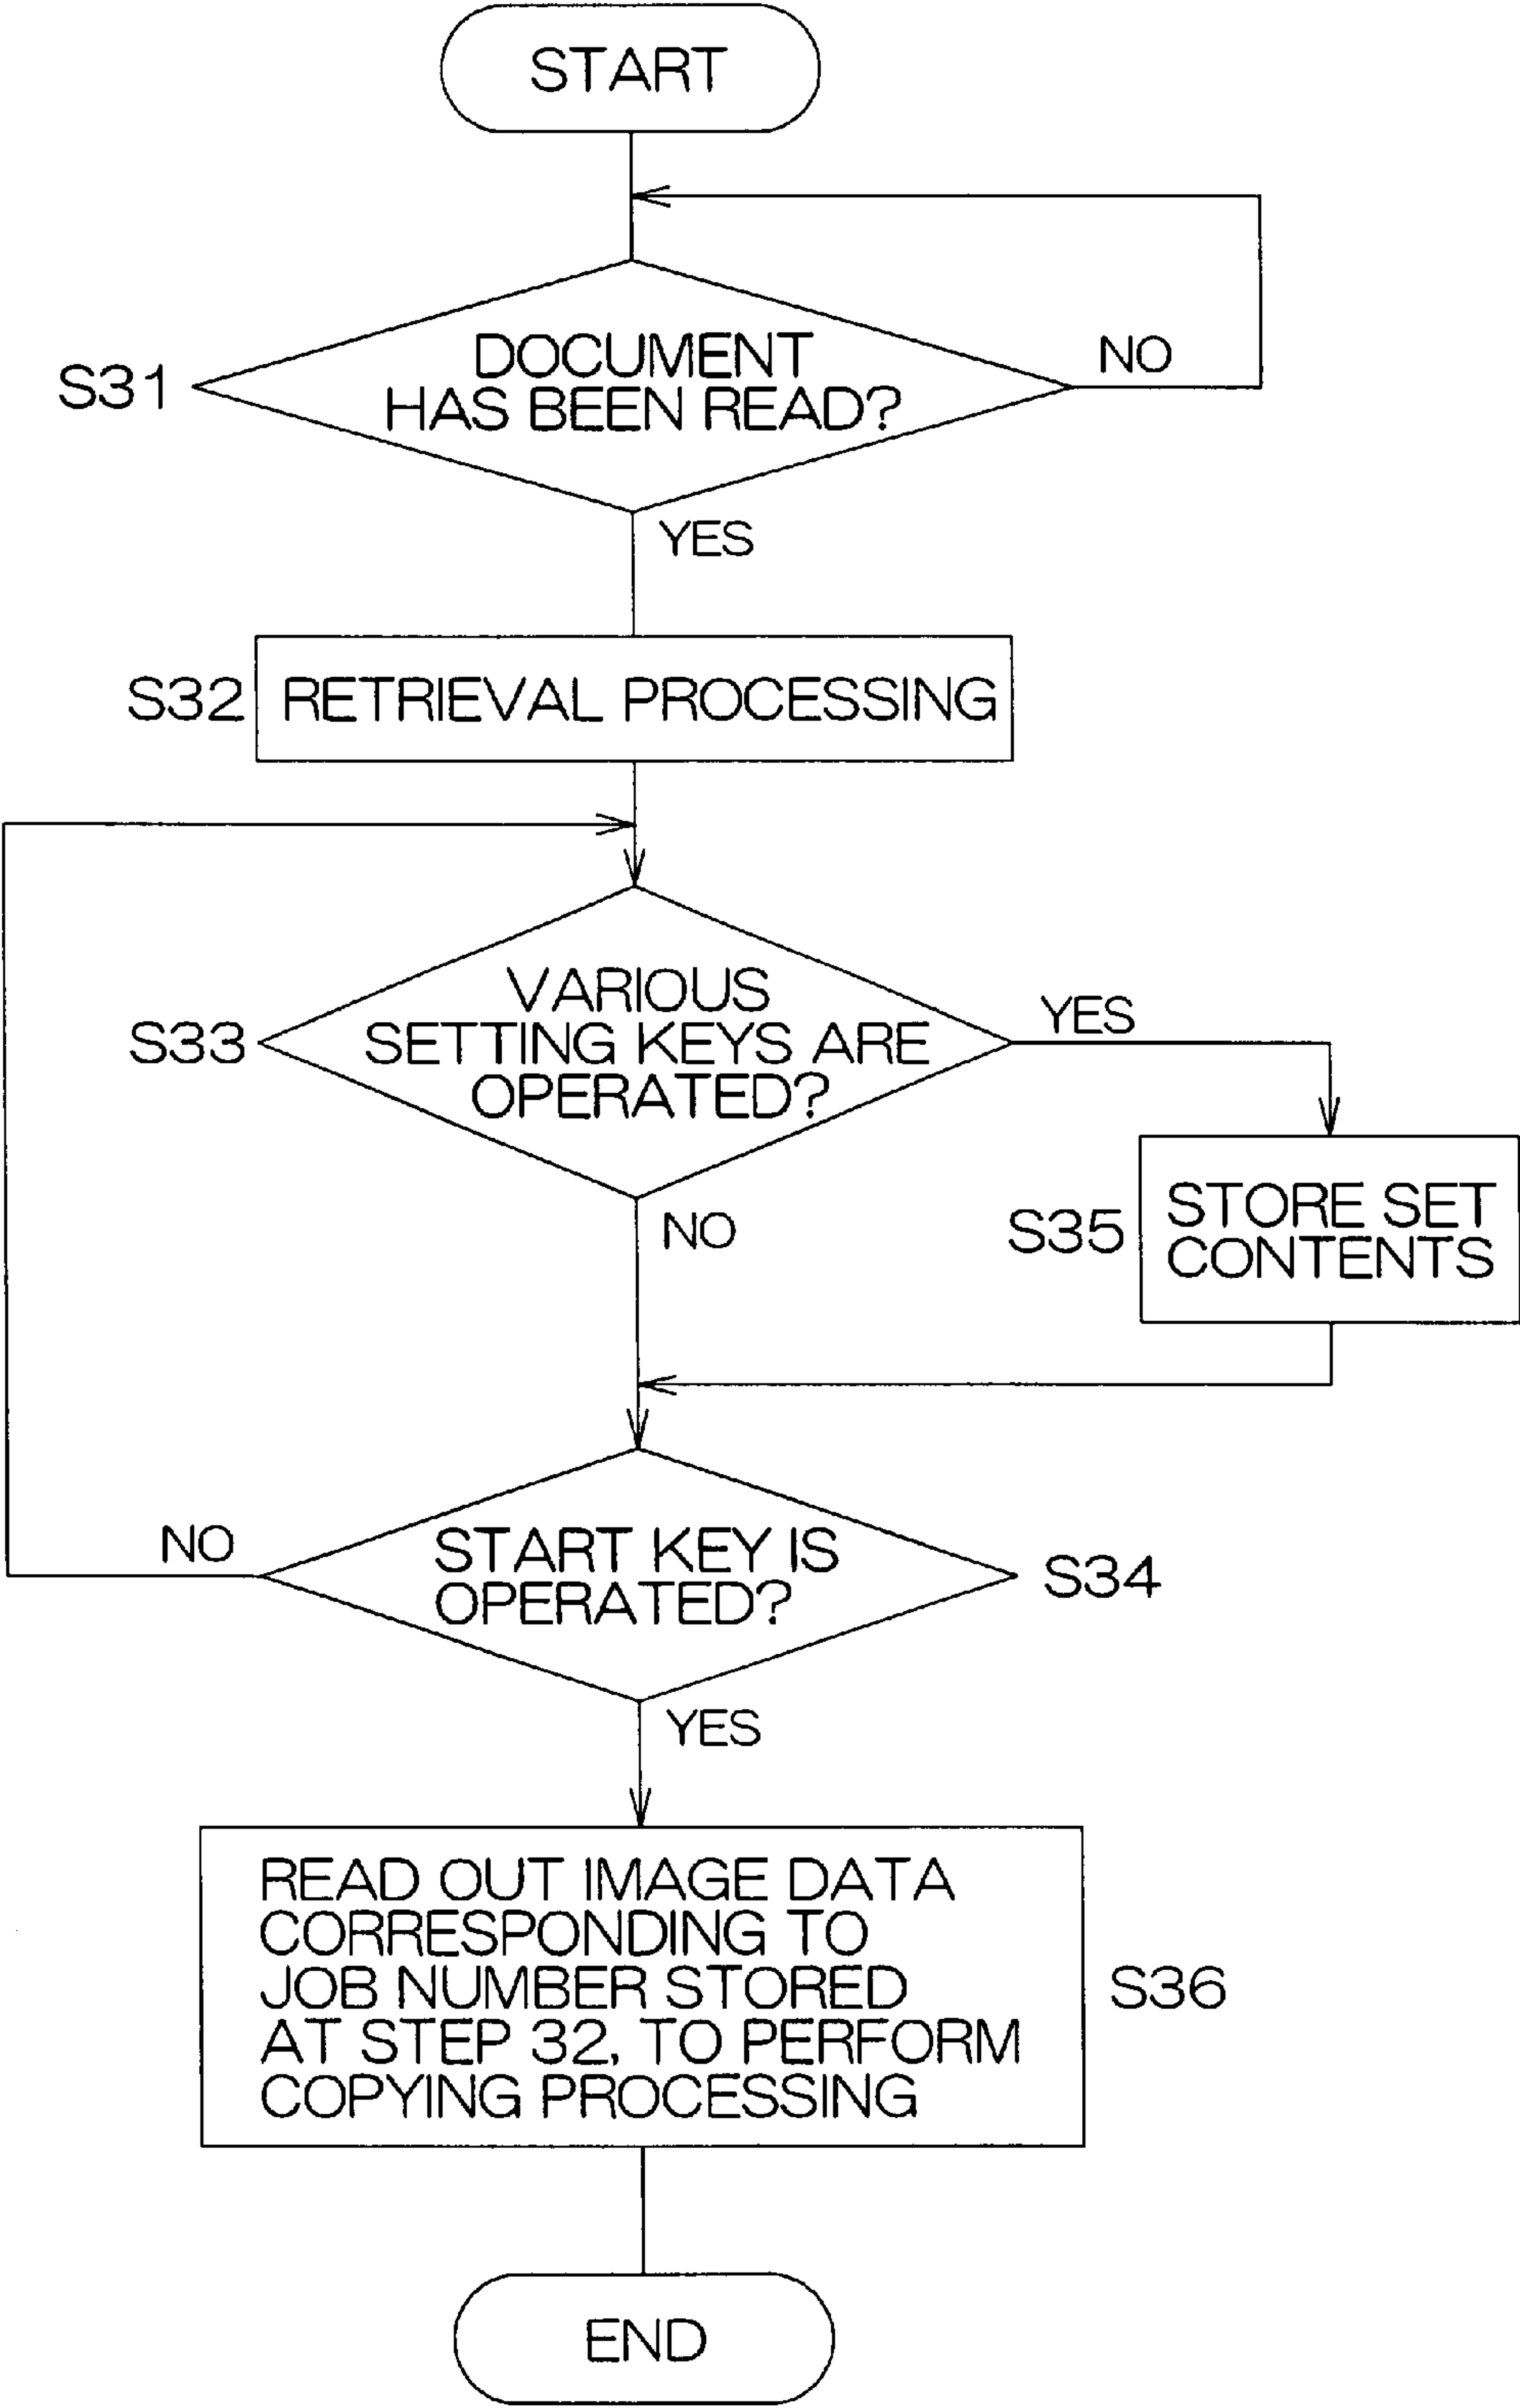 START
DOCUMENT
HAS BEEN READ?
NO
S31
YES
S32
RETRIEVAL PROCESSING
VARIOUS
SETTING KEYS ARE
OPERATED?
S33
YES
NO
S35
STORE SET
CONTENTS
NO
START KEY IS
OPERATED?
S34
YES
READ OUT IMAGE DATA
CORRESPONDING TO
JOB NUMBER STORED
AT STEP 32, TO PERFORM
COPYING PROCESSING
S36
END